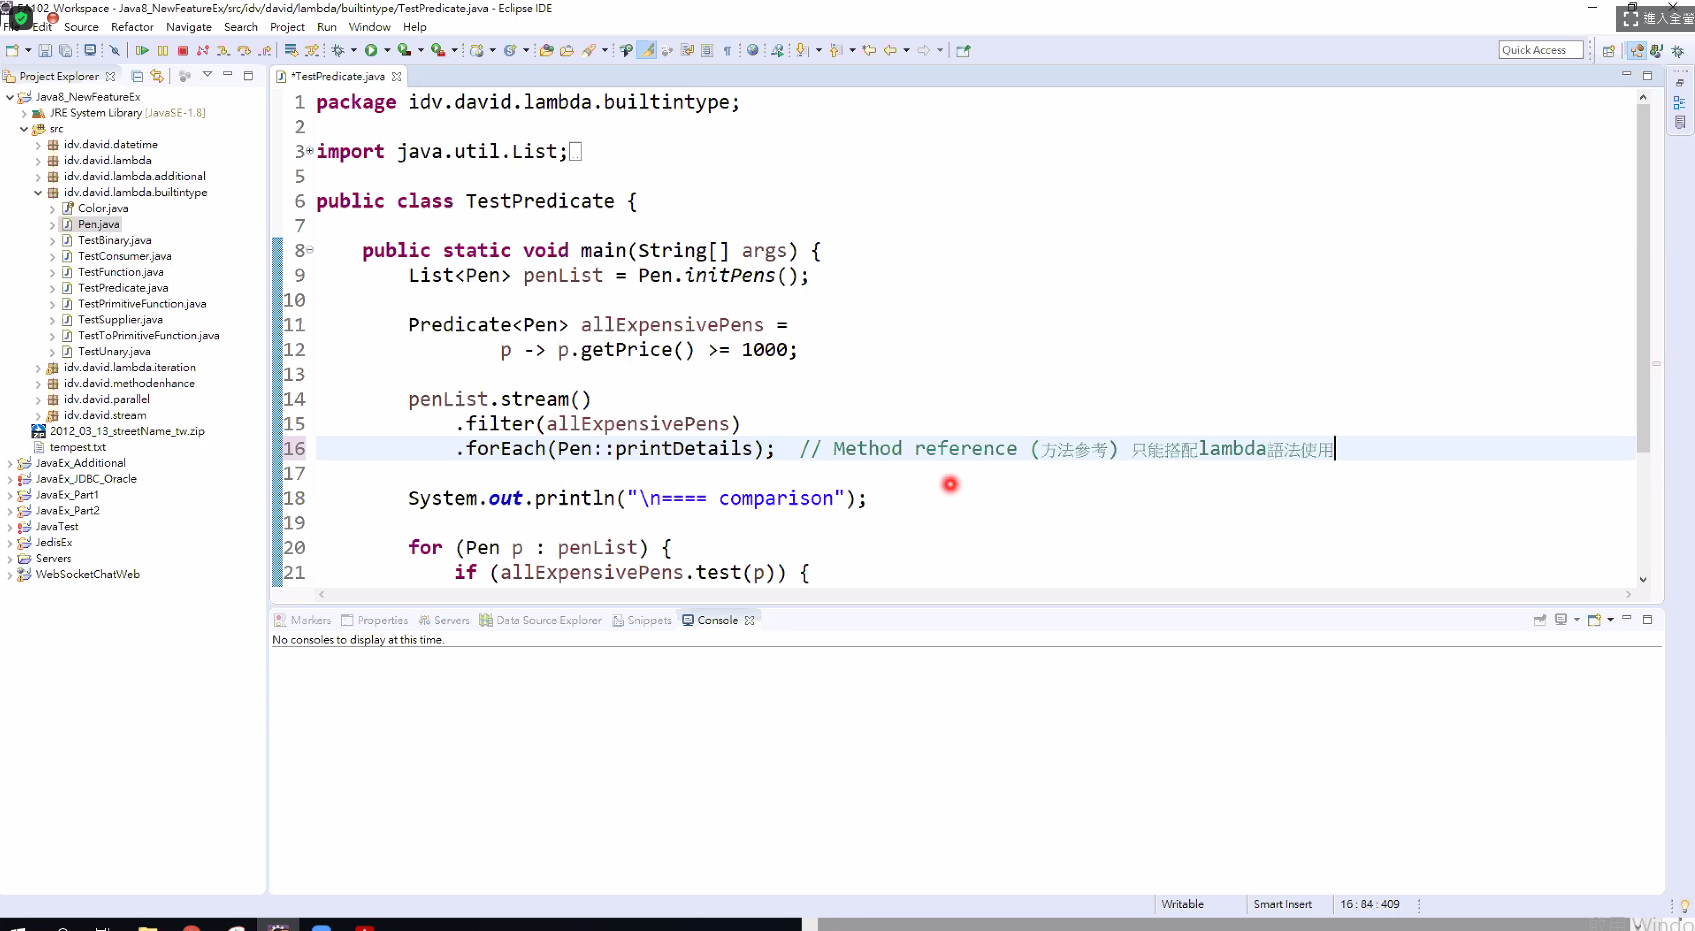 EA102 Workspace - Java8_NewFeatureEx/src/idv/david/lambda/builtintype/TestPredicate.java - Eclipse IDE
進入全螢
Edit Source Refactor Navigate Search Project Run Window Help
Quick Access
Project Explorer
*TestPredicate.java
Java8_NewFeatureEx
JRE System Library [JavaSE-1.8]
src
idv.david.datetime
idv.david.lambda
idv.david.lambda.additional
idv.david.lambda.builtintype
Color.java
Pen.java
TestBinary.java
TestConsumer.java
TestFunction.java
TestPredicate.java
TestPrimitiveFunction.java
TestSupplier.java
TestToPrimitiveFunction.java
TestUnary.java
idv.david.lambda.iteration
idv.david.methodenhance
idv.david.parallel
idv.david.stream
2012_03_13_streetName_tw.zip
tempest.txt
JavaEx_Additional
JavaEx_JDBC_Oracle
JavaEx_Part1
JavaEx_Part2
JavaTest
JedisEx
Servers
WebSocketChatWeb
1 package idv.david.lambda.builtintype;
2
3 import java.util.List;
5
6 public class TestPredicate {
7
8 public static void main(String[] args) {
9 List<Pen> penList = Pen.initPens();
10
11 Predicate<Pen> allExpensivePens =
12 p -> p.getPrice() >= 1000;
13
14 penList.stream()
15 .filter(allExpensivePens)
16 .forEach(Pen::printDetails); // Method reference (方法參考) 只能搭配lambda語法使用
17
18 System.out.println("\n==== comparison");
19
20 for (Pen p : penList) {
21 if (allExpensivePens.test(p)) {
Markers Properties Servers Data Source Explorer Snippets Console
No consoles to display at this time.
Writable Smart Insert 16 : 84 : 409